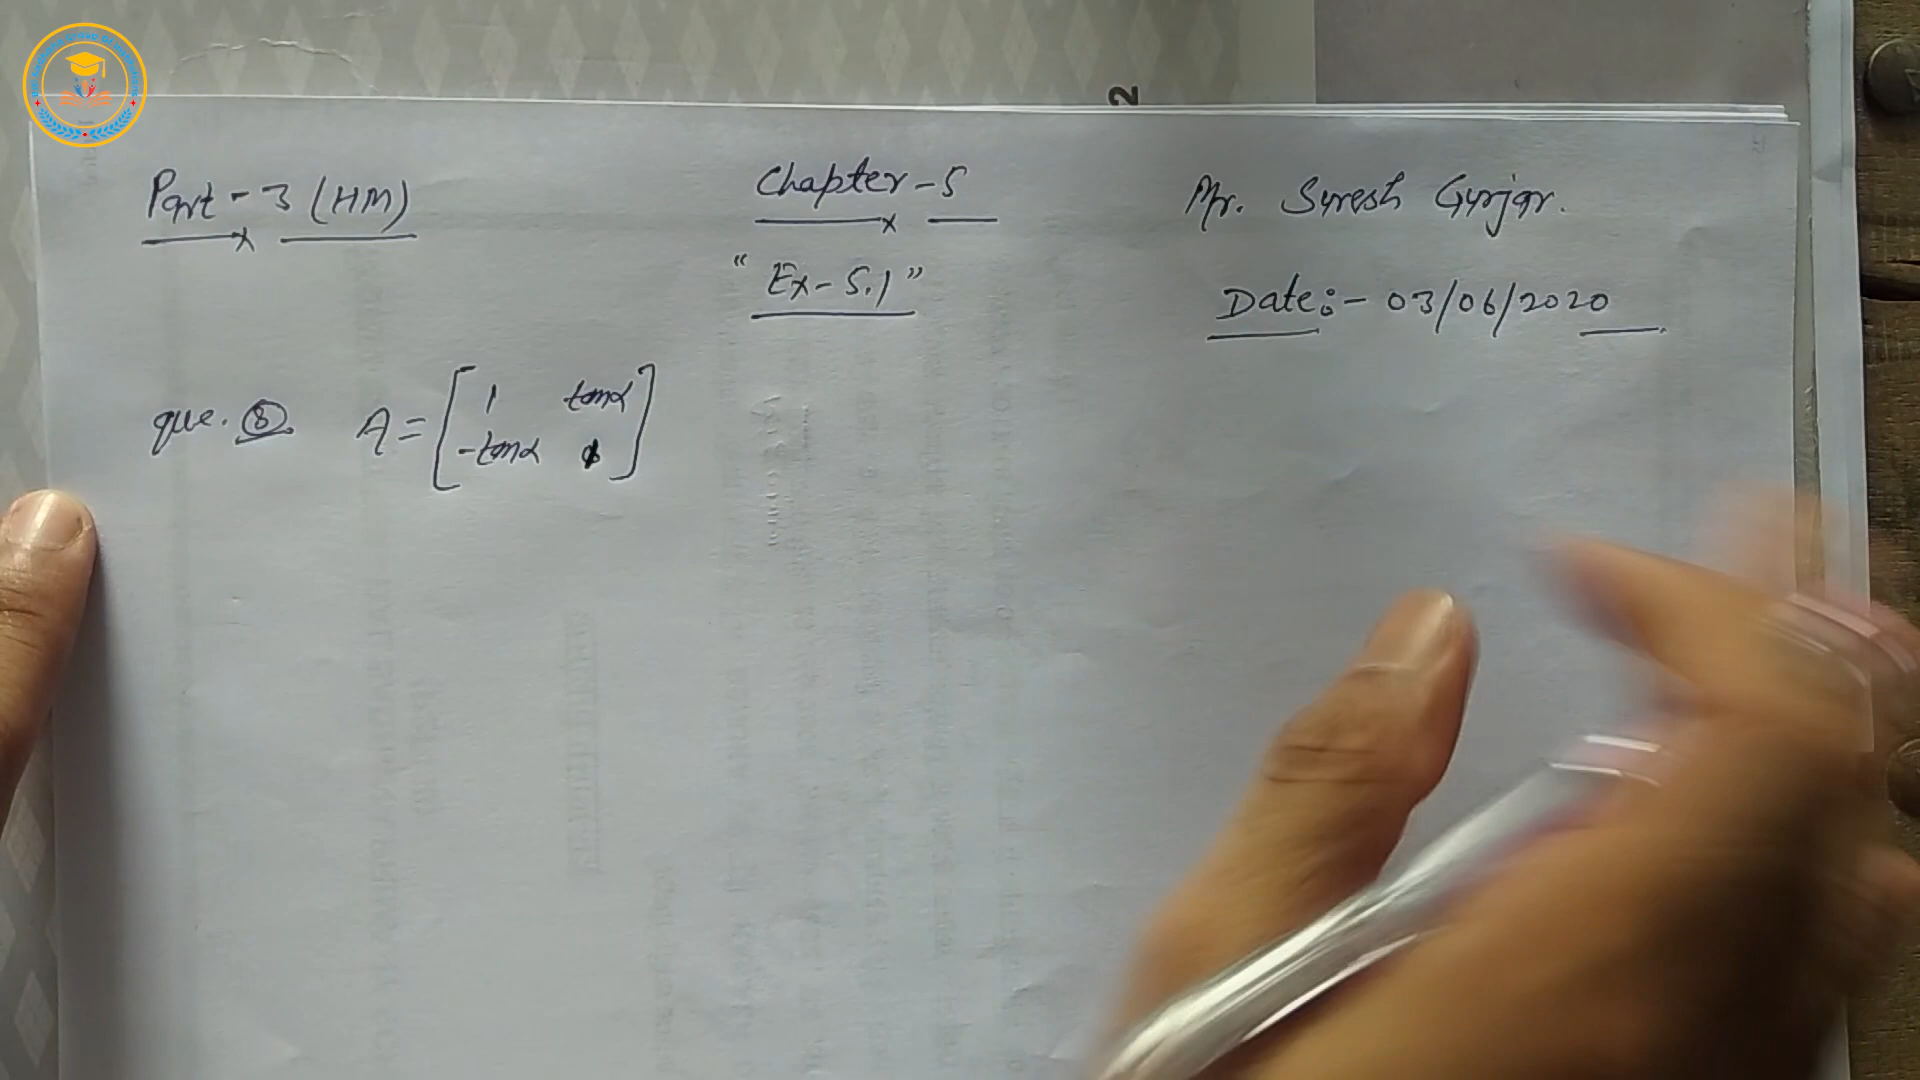 Part - 3 (HM)
Chapter - 5
Mr. Suresh Gurjar.
" Ex - 5.1 "
Date :- 03/06/2020
que. 8. A = [ 1 tanα
-tanα 1 ]
2